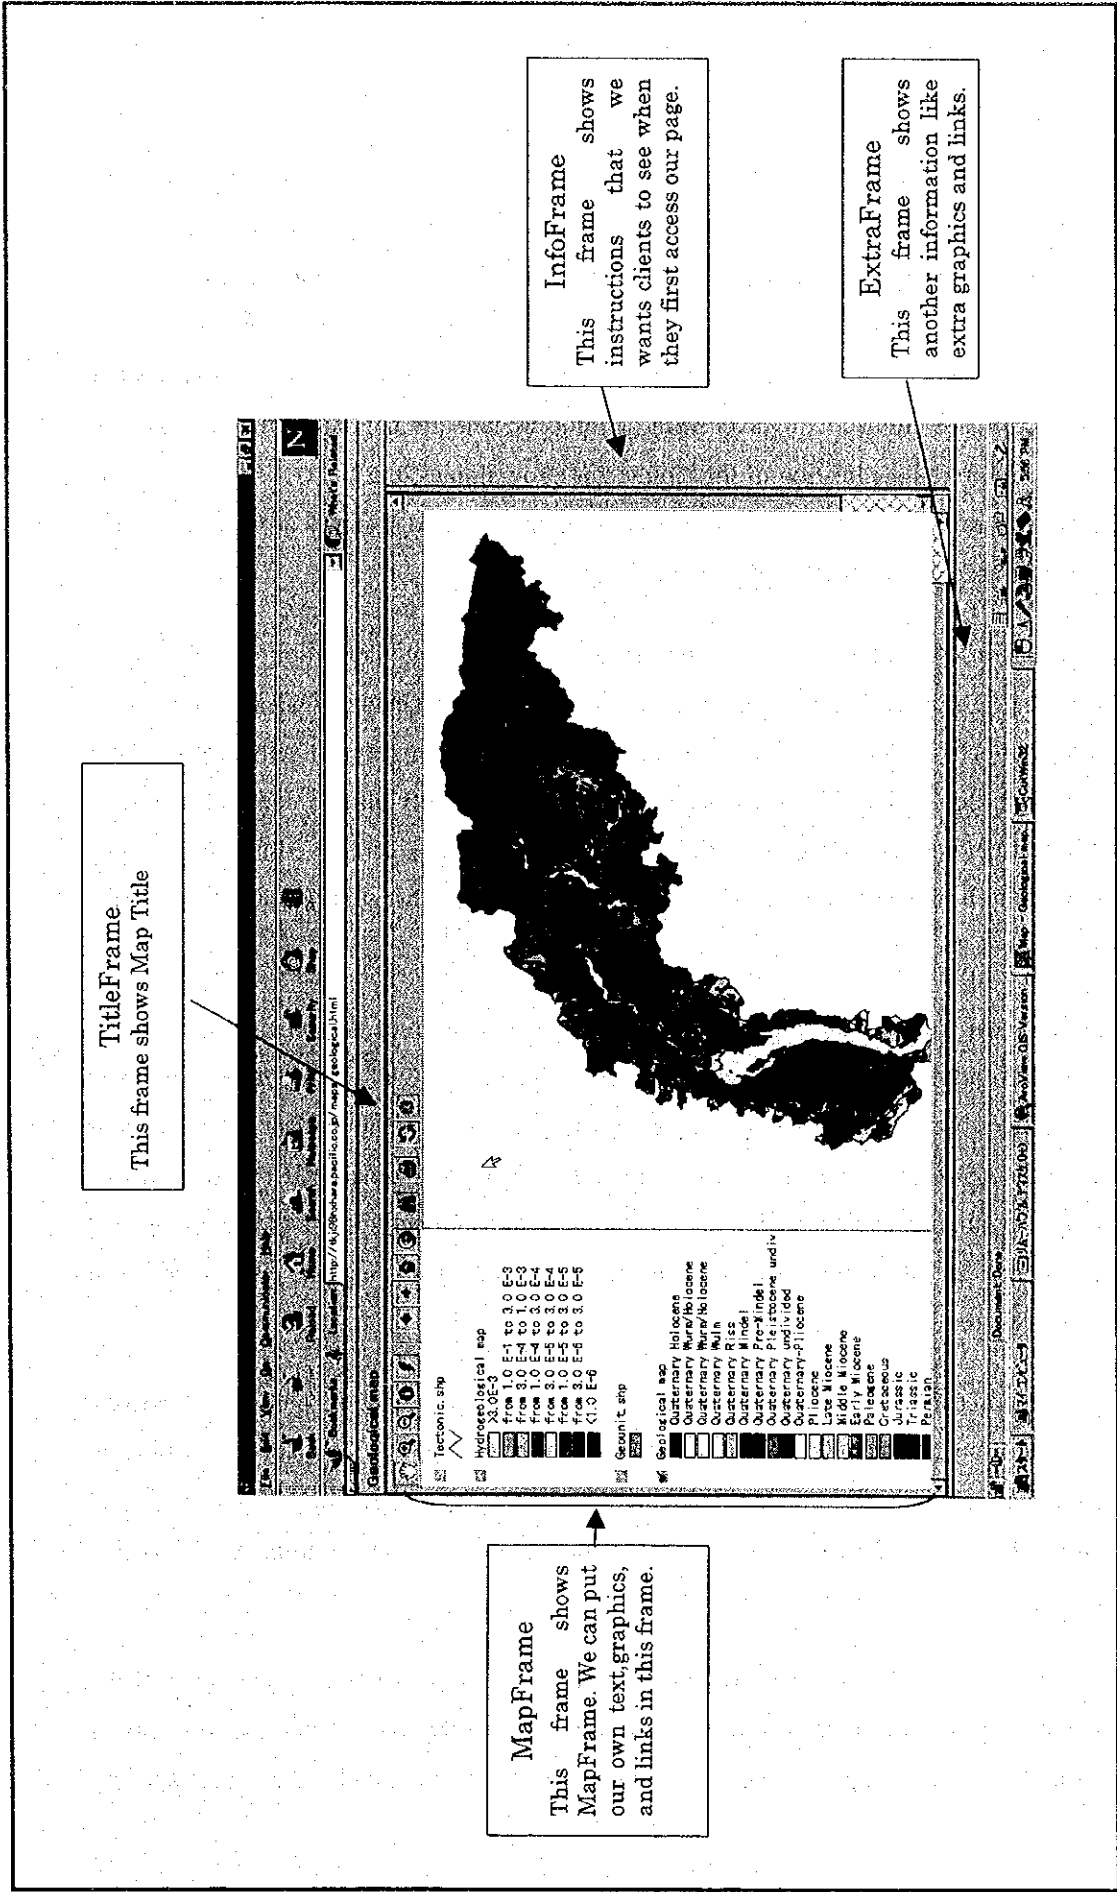 TitleFrame
This frame shows Map Title
MapFrame
This frame shows
MapFrame. We can put
our own text,graphics,
and links in this frame.
InfoFrame
This frame shows
instructions that we
wants clients to see when
they first access our page.
ExtraFrame
This frame shows
another information like
extra graphics and links.
Geological map
Tectonic.shp
Hydrogeological map
>3.0E-3
from 1.0 E-1 to 3.0 E-3
from 3.0 E-4 to 1.0 E-3
from 1.0 E-4 to 3.0 E-4
from 3.0 E-5 to 3.0 E-4
from 1.0 E-5 to 3.0 E-5
from 3.0 E-6 to 3.0 E-5
<1.0 E-6
Geounit.shp
Geological map
Quaternary Holocene
Quaternary Wurm/Holocene
Quaternary Wurm/Holocene
Quaternary Wulm
Quaternary Riss
Quaternary Mindel
Quaternary Pre-Mindel
Quaternary Pleistocene undiv
Quaternary undivided
Quaternary-Pliocene
Pliocene
Late Miocene
Middle Miocene
Early Miocene
Paleogene
Cretaceous
Jurassic
Triassic
Permian
Document: Done